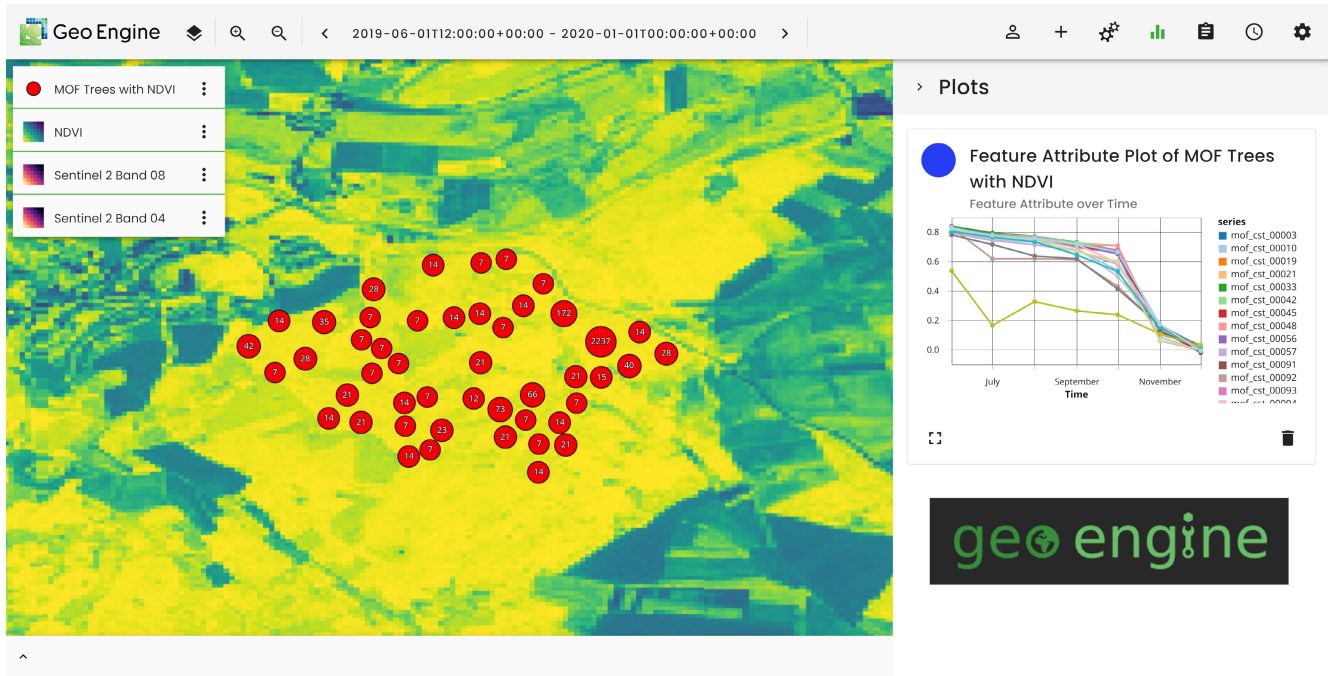 Geo Engine
2019-06-01T12:00:00+00:00 - 2020-01-01T00:00:00+00:00
MOF Trees with NDVI
NDVI
Sentinel 2 Band 08
Sentinel 2 Band 04
14
7
7
28
7
14
172
14
35
7
7
14
14
7
14
2237
42
28
7
7
7
7
7
21
28
40
21
15
21
14
7
12
66
73
7
14
21
7
23
7
14
21
7
21
14
7
14
Plots
Feature Attribute Plot of MOF Trees
with NDVI
Feature Attribute over Time
0.8
0.6
0.4
0.2
0.0
July
September
November
Time
series
mof_cst_00003
mof_cst_00010
mof_cst_00019
mof_cst_00021
mof_cst_00033
mof_cst_00042
mof_cst_00045
mof_cst_00048
mof_cst_00056
mof_cst_00057
mof_cst_00091
mof_cst_00092
mof_cst_00093
geo engine